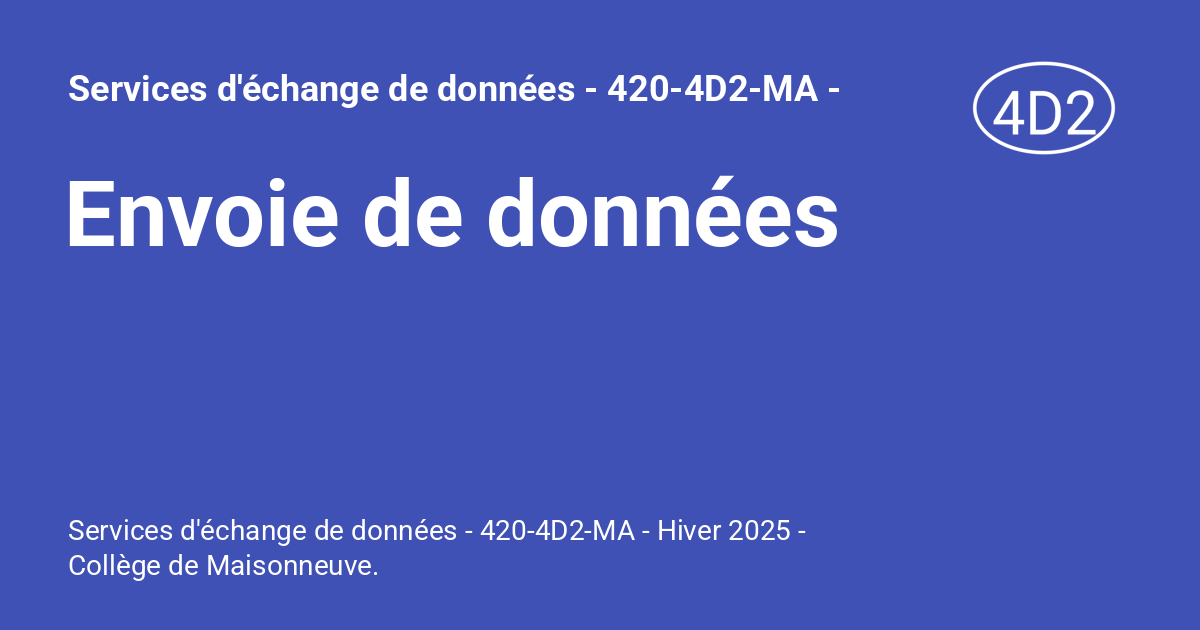 Services d'échange de données - 420-4D2-MA -
4D2
Envoie de données
Services d'échange de données - 420-4D2-MA - Hiver 2025 -
Collège de Maisonneuve.